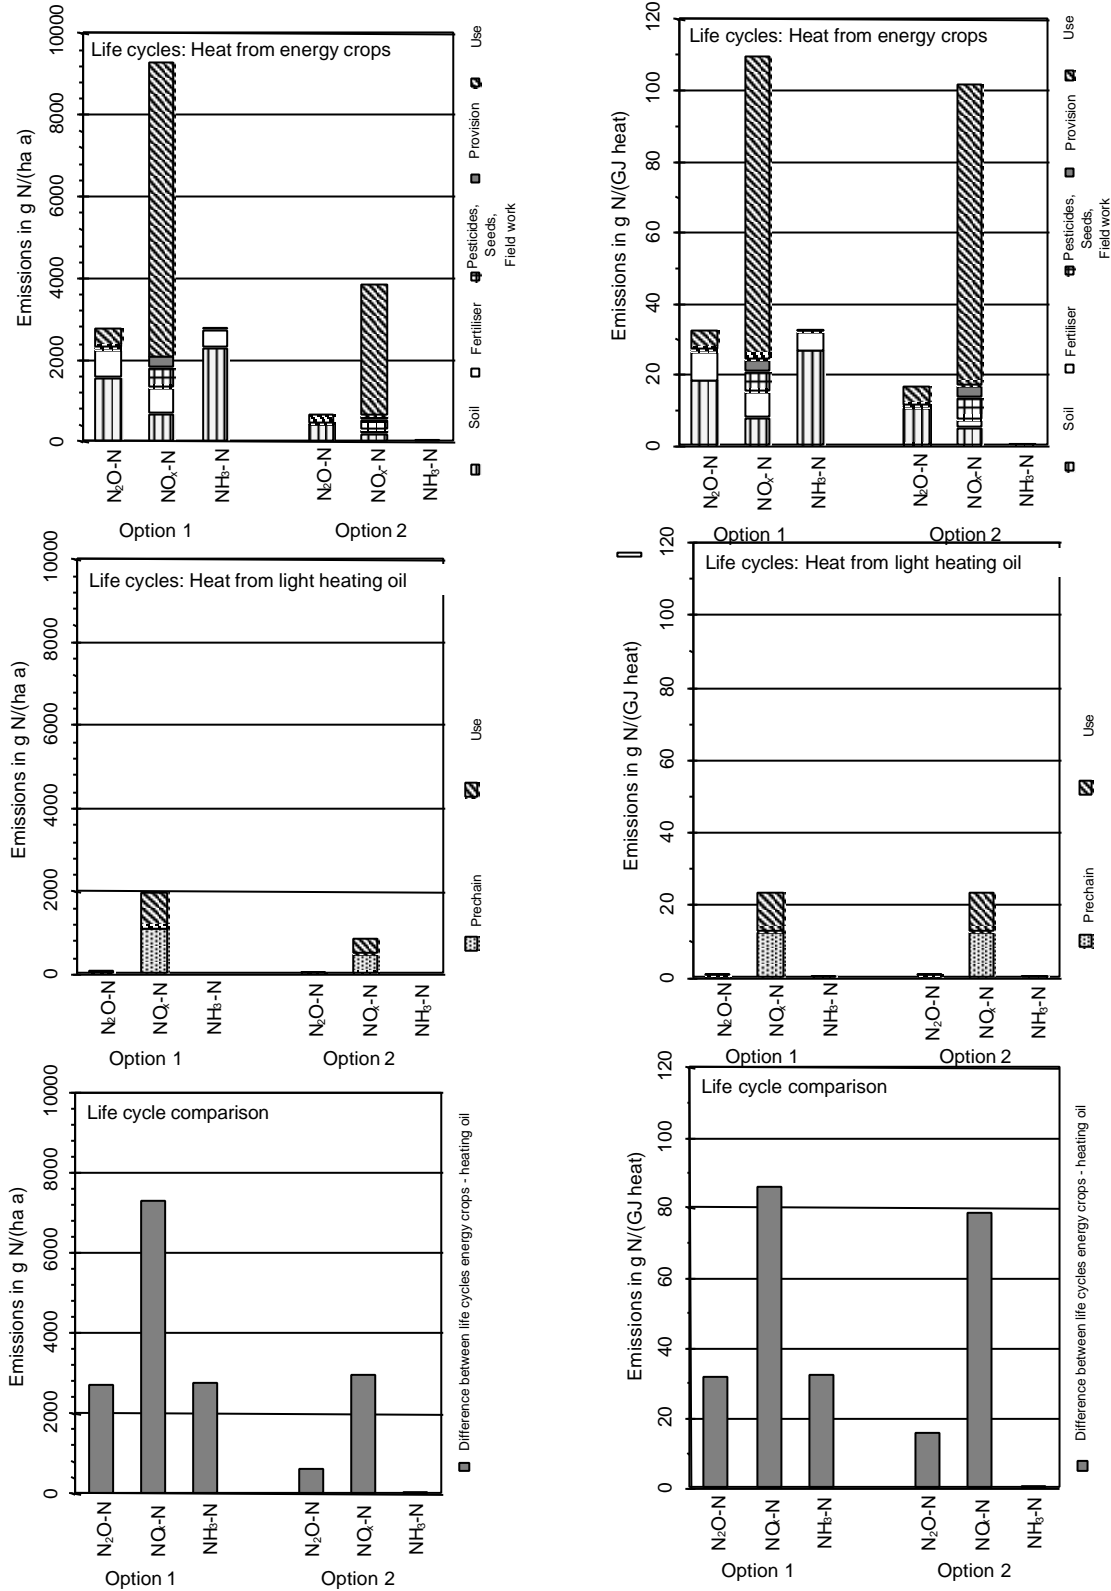 Life cycles: Heat from energy crops
Emissions in g N/(ha a)
10000
8000
6000
4000
2000
0
N₂O-N
NOₓ-N
NH₃-N
N₂O-N
NOₓ-N
NH₃-N
Option 1
Option 2
Soil
Fertiliser
Pesticides,
Seeds,
Field work
Provision
Use
Life cycles: Heat from energy crops
Emissions in g N/(GJ heat)
120
100
80
60
40
20
0
N₂O-N
NOₓ-N
NH₃-N
N₂O-N
NOₓ-N
NH₃-N
Option 1
Option 2
Soil
Fertiliser
Pesticides,
Seeds,
Field work
Provision
Use
Life cycles: Heat from light heating oil
Emissions in g N/(ha a)
10000
8000
6000
4000
2000
0
N₂O-N
NOₓ-N
NH₃-N
N₂O-N
NOₓ-N
NH₃-N
Option 1
Option 2
Prechain
Use
Life cycles: Heat from light heating oil
Emissions in g N/(GJ heat)
120
100
80
60
40
20
0
N₂O-N
NOₓ-N
NH₃-N
N₂O-N
NOₓ-N
NH₃-N
Option 1
Option 2
Prechain
Use
Life cycle comparison
Emissions in g N/(ha a)
10000
8000
6000
4000
2000
0
N₂O-N
NOₓ-N
NH₃-N
N₂O-N
NOₓ-N
NH₃-N
Option 1
Option 2
Difference between life cycles energy crops - heating oil
Life cycle comparison
Emissions in g N/(GJ heat)
120
100
80
60
40
20
0
N₂O-N
NOₓ-N
NH₃-N
N₂O-N
NOₓ-N
NH₃-N
Option 1
Option 2
Difference between life cycles energy crops - heating oil